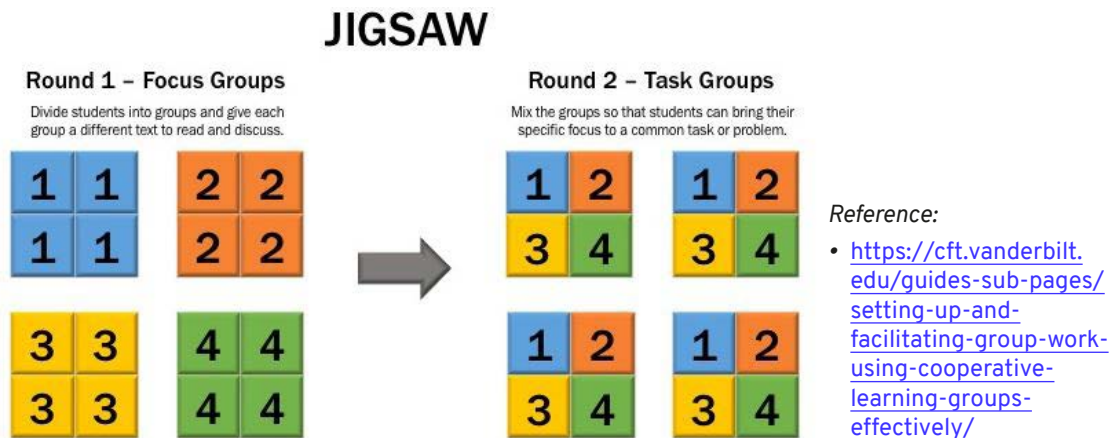 JIGSAW
Round 1 – Focus Groups
Divide students into groups and give each
group a different text to read and discuss.
1 1
1 1
2 2
2 2
3 3
3 3
4 4
4 4
Round 2 – Task Groups
Mix the groups so that students can bring their
specific focus to a common task or problem.
1 2
3 4
1 2
3 4
1 2
3 4
1 2
3 4
Reference:
• https://cft.vanderbilt.
edu/guides-sub-pages/
setting-up-and-
facilitating-group-work-
using-cooperative-
learning-groups-
effectively/